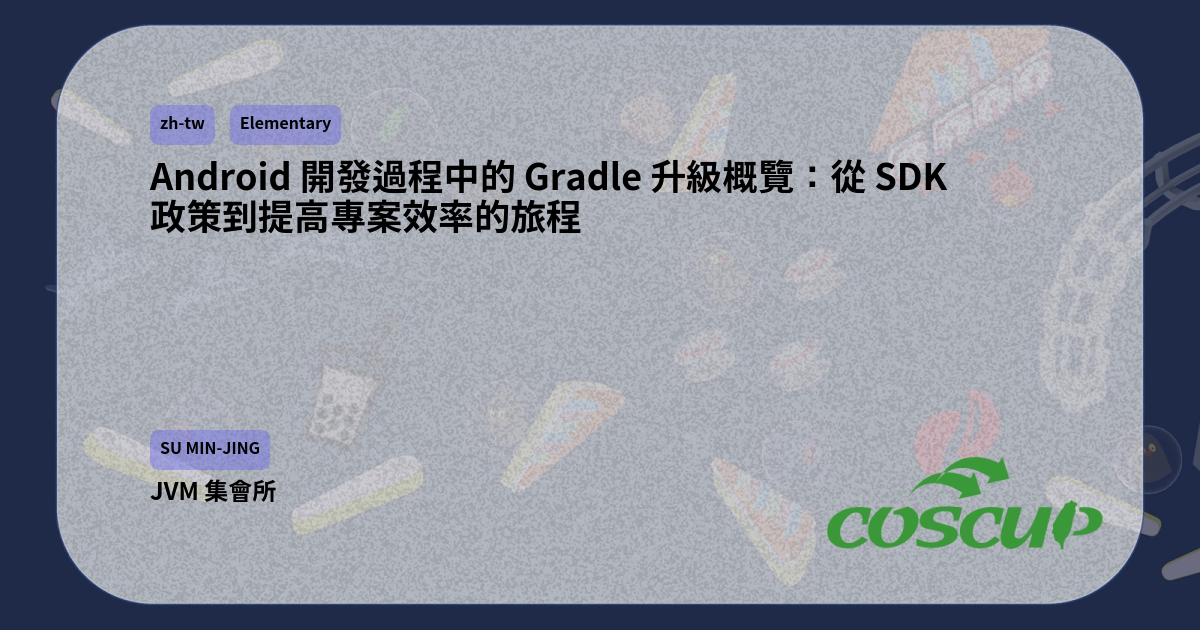 zh-tw Elementary
Android 開發過程中的 Gradle 升級概覽：從 SDK
政策到提高專案效率的旅程
SU MIN-JING
JVM 集會所
COSCUP